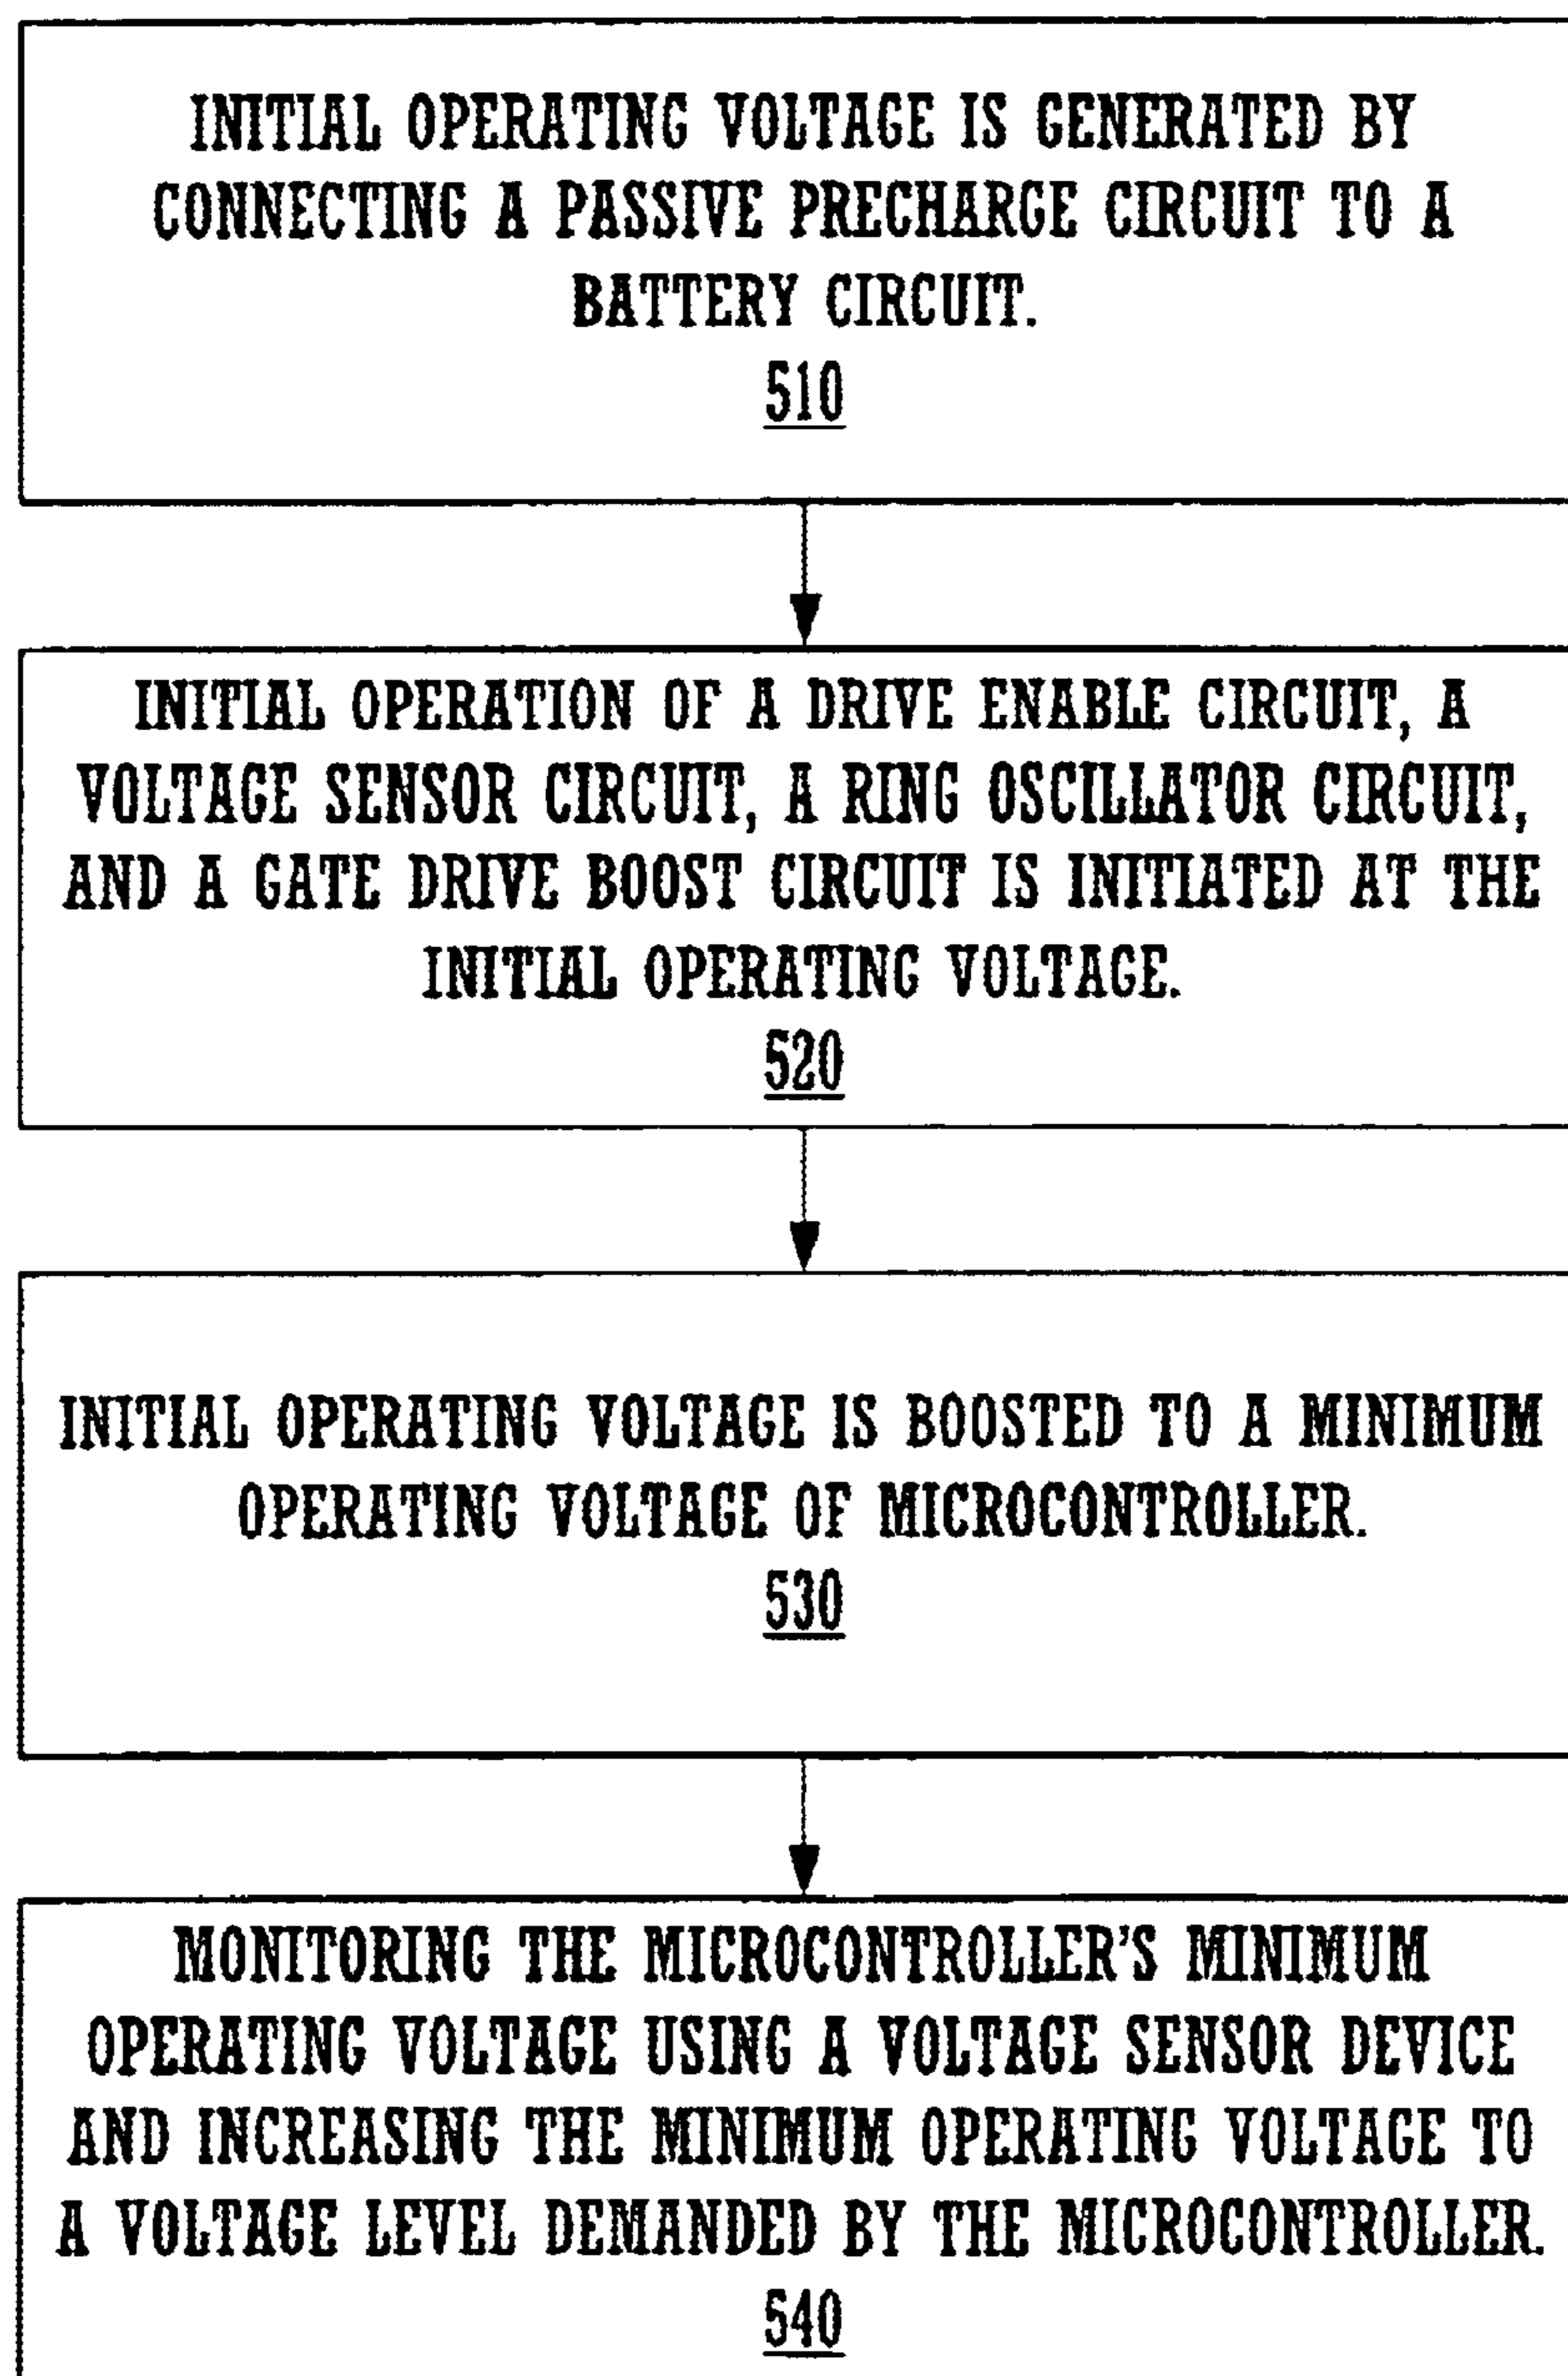 INITIAL OPERATING VOLTAGE IS GENERATED BY
CONNECTING A PASSIVE PRECHARGE CIRCUIT TO A
BATTERY CIRCUIT.
510
INITIAL OPERATION OF A DRIVE ENABLE CIRCUIT, A
VOLTAGE SENSOR CIRCUIT, A RING OSCILLATOR CIRCUIT,
AND A GATE DRIVE BOOST CIRCUIT IS INITIATED AT THE
INITIAL OPERATING VOLTAGE.
520
INITIAL OPERATING VOLTAGE IS BOOSTED TO A MINIMUM
OPERATING VOLTAGE OF MICROCONTROLLER.
530
MONITORING THE MICROCONTROLLER'S MINIMUM
OPERATING VOLTAGE USING A VOLTAGE SENSOR DEVICE
AND INCREASING THE MINIMUM OPERATING VOLTAGE TO
A VOLTAGE LEVEL DEMANDED BY THE MICROCONTROLLER.
540